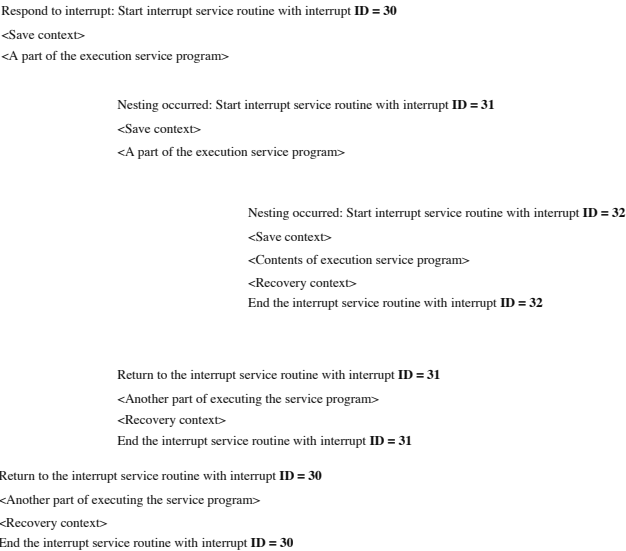 Respond to interrupt: Start interrupt service routine with interrupt ID = 30
<Save context>
<A part of the execution service program>
Nesting occurred: Start interrupt service routine with interrupt ID = 31
<Save context>
<A part of the execution service program>
Nesting occurred: Start interrupt service routine with interrupt ID = 32
<Save context>
<Contents of execution service program>
<Recovery context>
End the interrupt service routine with interrupt ID = 32
Return to the interrupt service routine with interrupt ID = 31
<Another part of executing the service program>
<Recovery context>
End the interrupt service routine with interrupt ID = 31
Return to the interrupt service routine with interrupt ID = 30
<Another part of executing the service program>
<Recovery context>
End the interrupt service routine with interrupt ID = 30